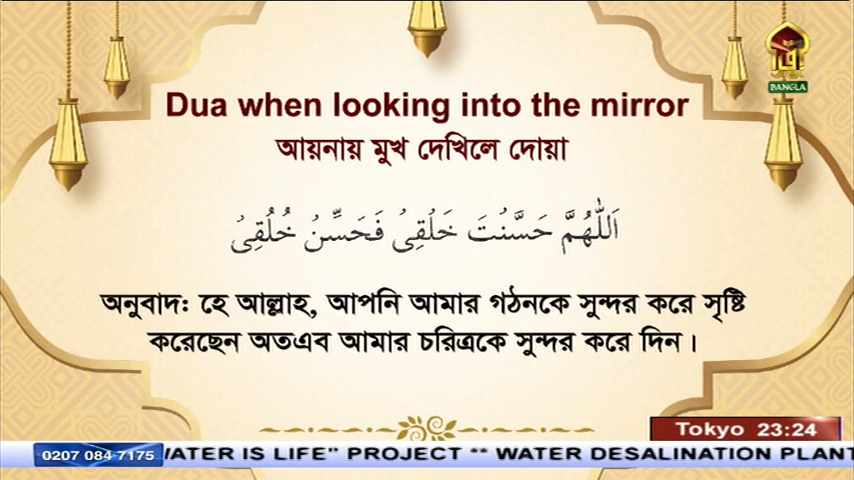 اقرأ
BANGLA
Dua when looking into the mirror
আয়নায় মুখ দেখিলে দোয়া
اَللّٰهُمَّ حَسَّنْتَ خَلْقِیْ فَحَسِّنْ خُلُقِیْ
অনুবাদ: হে আল্লাহ, আপনি আমার গঠনকে সুন্দর করে সৃষ্টি
করেছেন অতএব আমার চরিত্রকে সুন্দর করে দিন।
Tokyo 23:24
0207 084 7175 WATER IS LIFE" PROJECT ** WATER DESALINATION PLANT